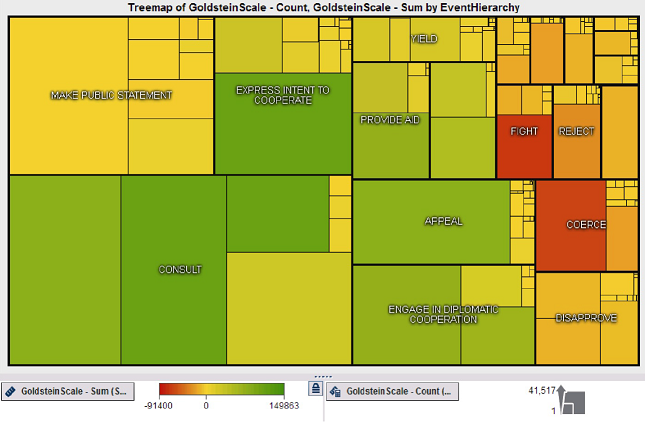 Treemap of GoldsteinScale - Count, GoldsteinScale - Sum by EventHierarchy
MAKE PUBLIC STATEMENT
EXPRESS INTENT TO
COOPERATE
YIELD
PROVIDE AID
FIGHT
REJECT
CONSULT
APPEAL
COERCE
ENGAGE IN DIPLOMATIC
COOPERATION
DISAPPROVE
GoldsteinScale - Sum (S...
-91400
0
149863
GoldsteinScale - Count (...
41,517
1